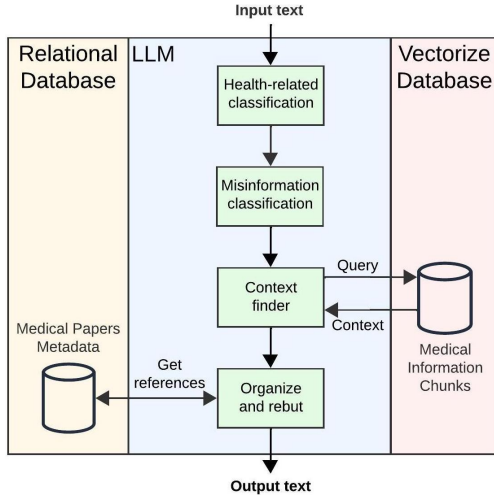 Input text
Relational
Database
LLM
Vectorize
Database
Health-related
classification
Misinformation
classification
Query
Context
finder
Context
Medical Papers
Metadata
Medical
Information
Chunks
Get
references
Organize
and rebut
Output text